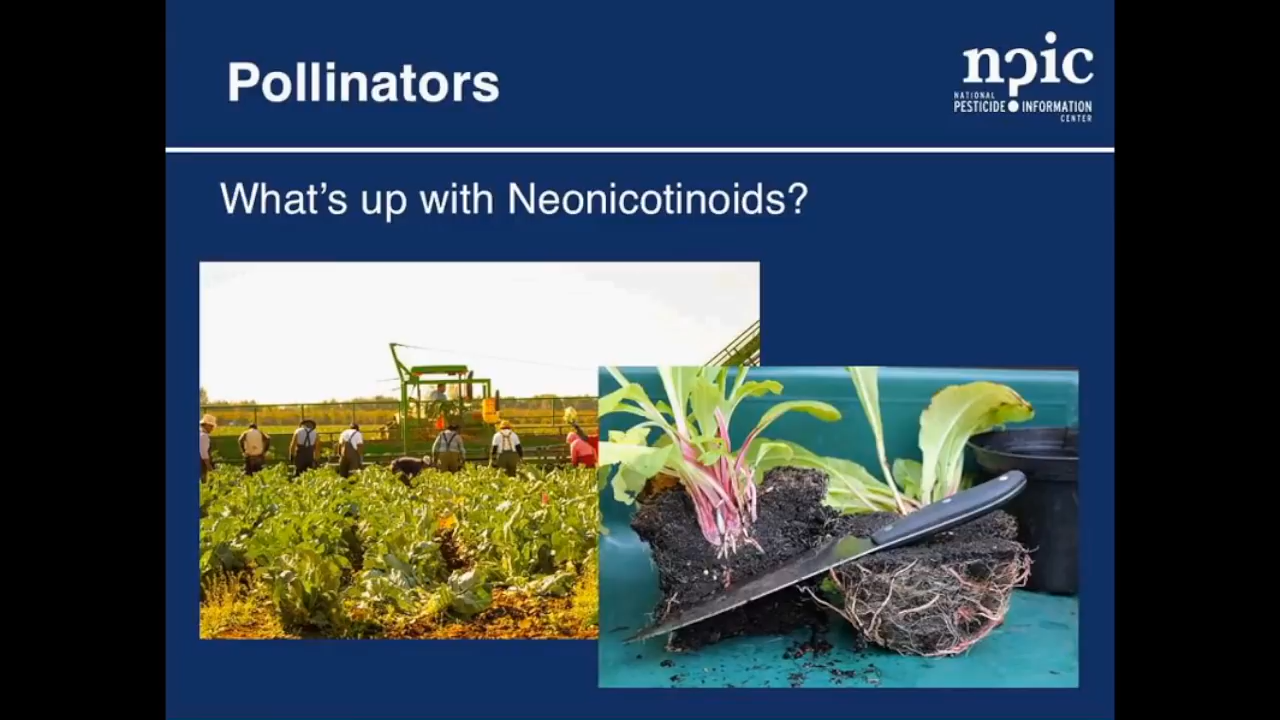 Pollinators
npic
NATIONAL
PESTICIDE INFORMATION
CENTER
What's up with Neonicotinoids?